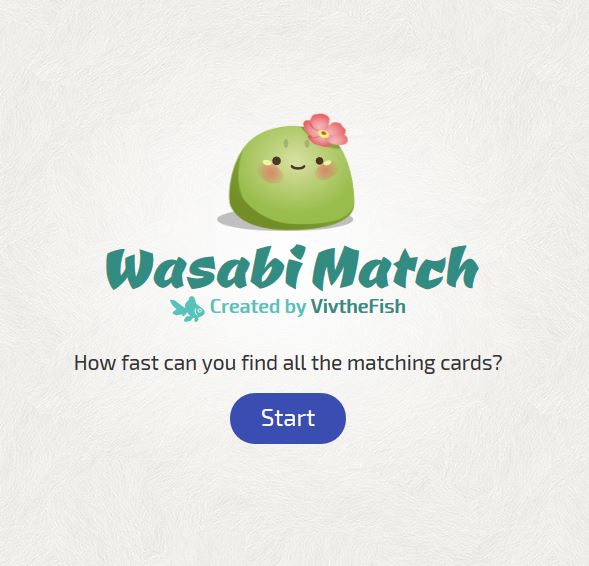 Wasabi Match
Created by VivtheFish
How fast can you find all the matching cards?
Start